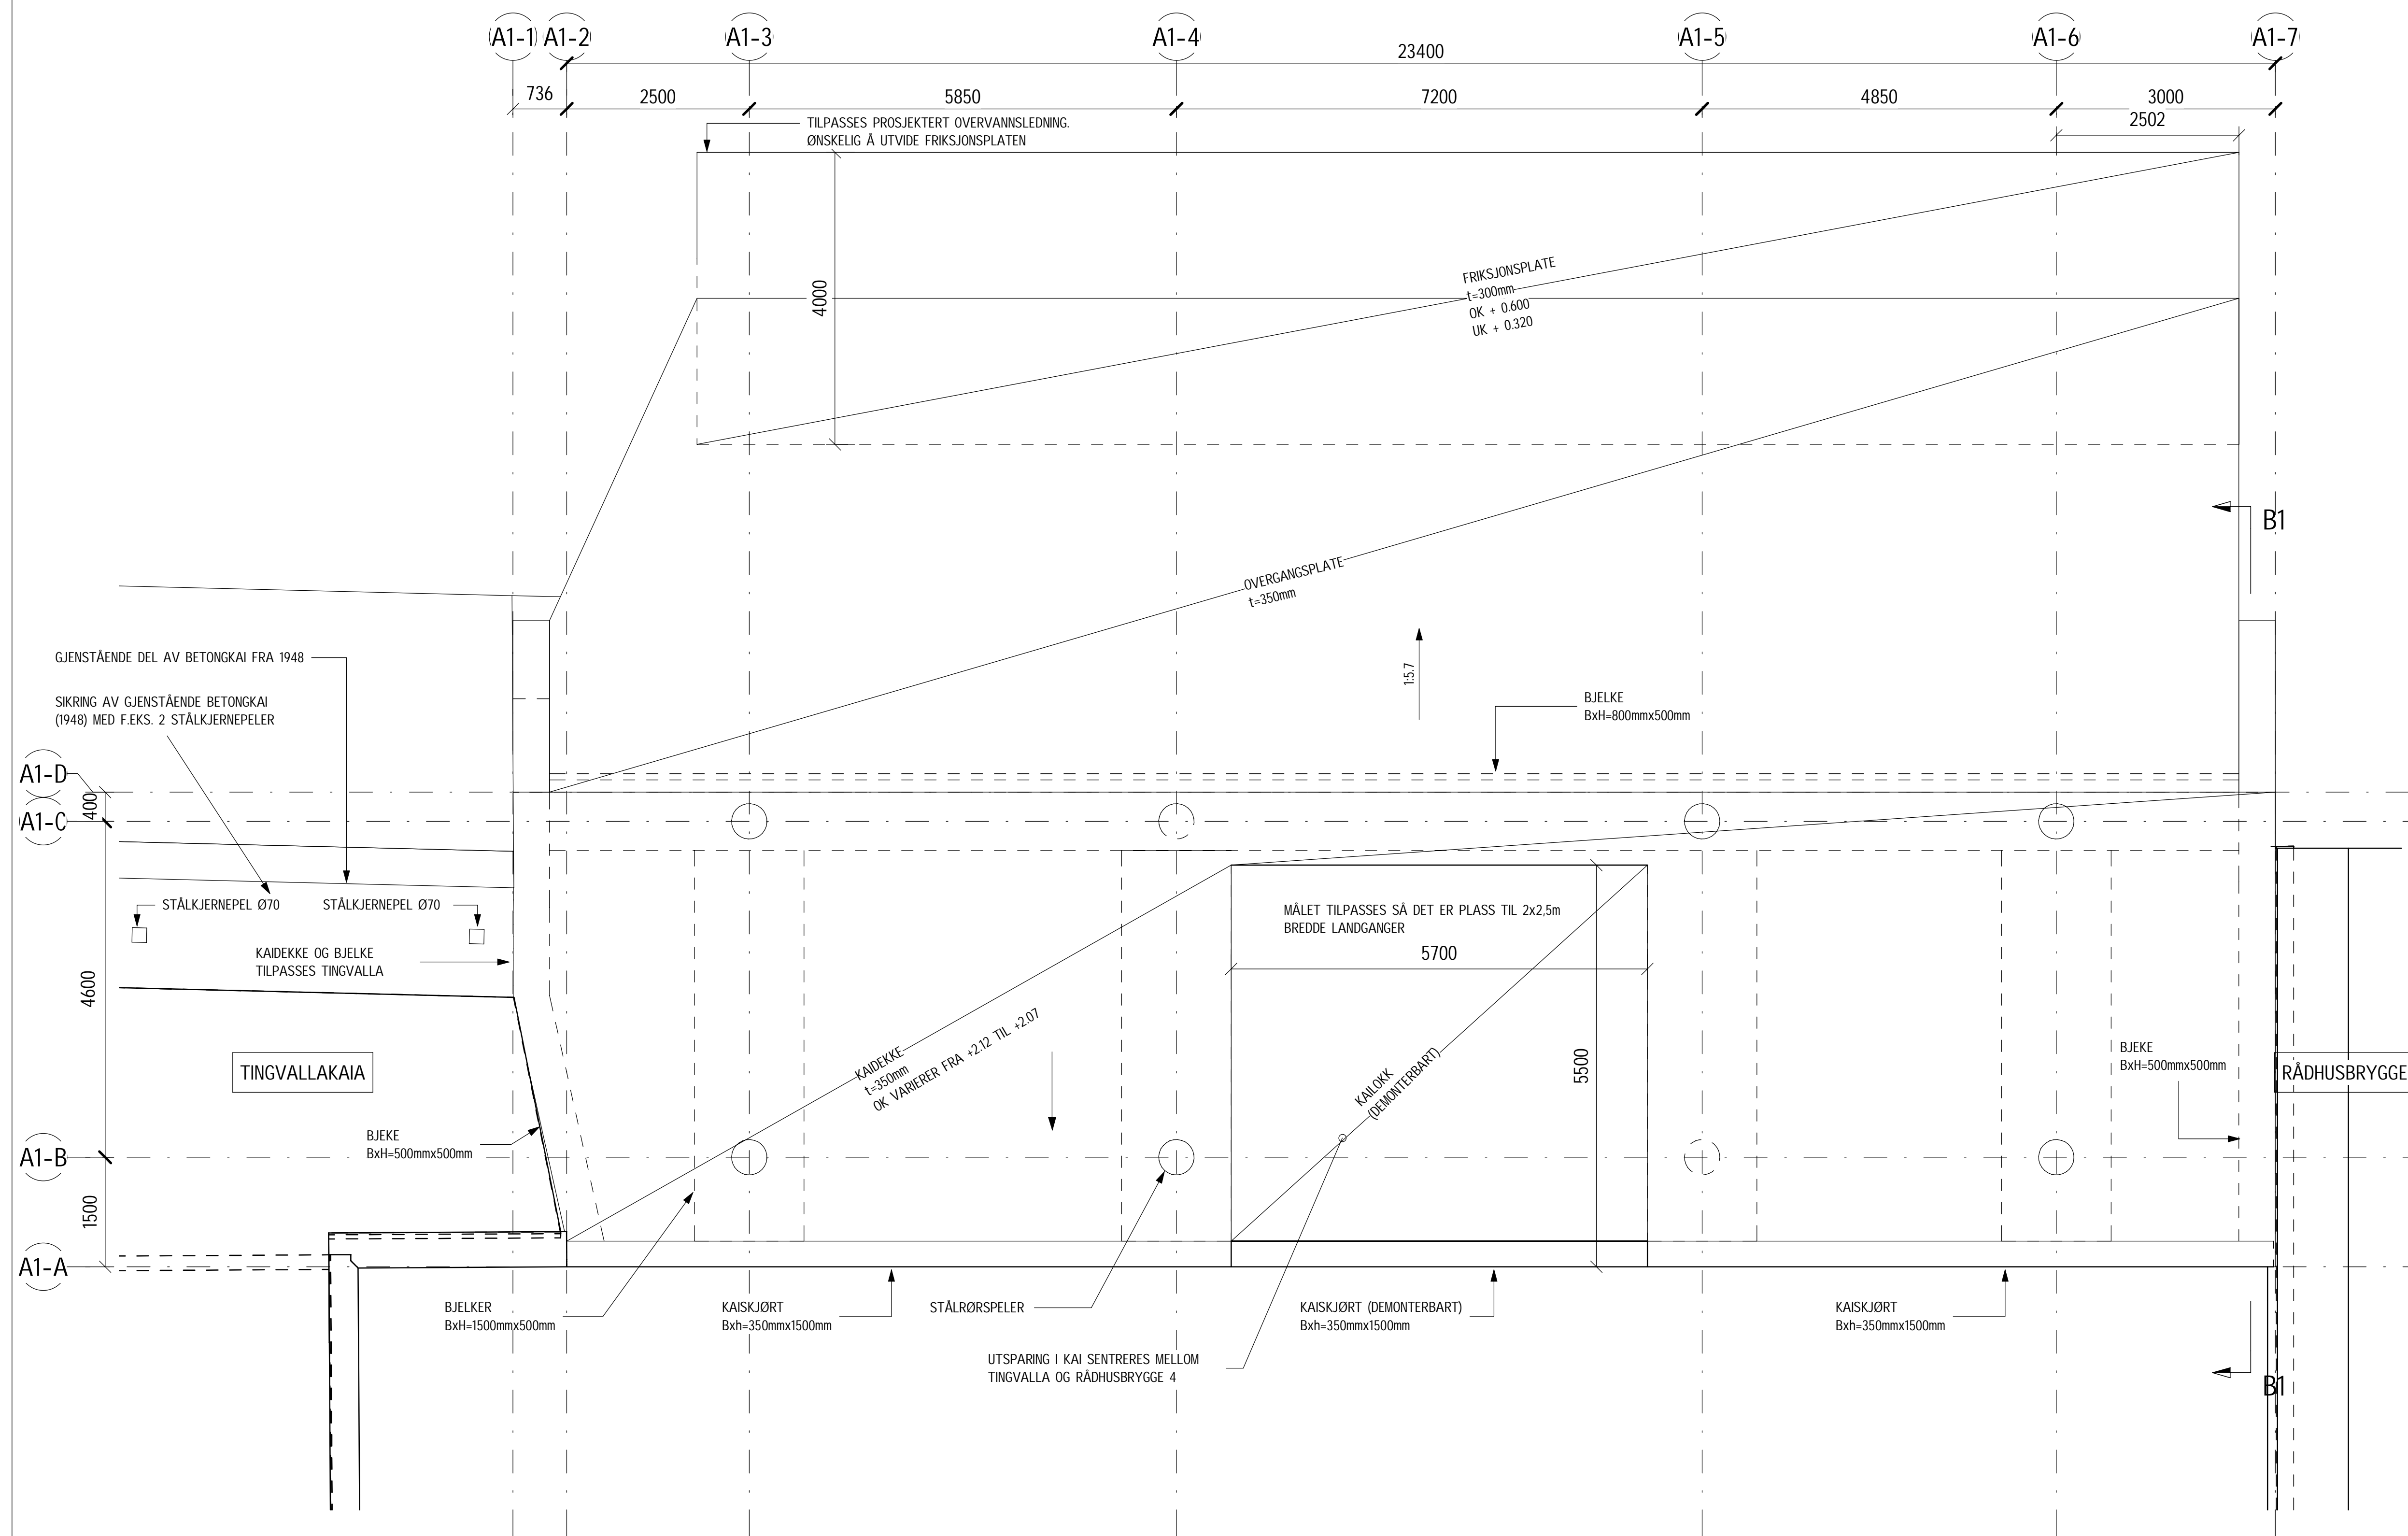 A1-1
A1-2
A1-3
A1-4
A1-5
A1-6
A1-7
23400
736
2500
5850
7200
4850
3000
2502
TILPASSES PROSJEKTERT OVERVANNSLEDNING.
ØNSKELIG Å UTVIDE FRIKSJONSPLATEN
4000
FRIKSJONSPLATE
t=300mm
OK + 0.600
UK + 0.320
B1
OVERGANGSPLATE
t=350mm
1:5.7
GJENSTÅENDE DEL AV BETONGKAI FRA 1948
SIKRING AV GJENSTÅENDE BETONGKAI
(1948) MED F.EKS. 2 STÅLKJERNEPELER
BJELKE
BxH=800mmx500mm
A1-D
400
A1-C
STÅLKJERNEPEL Ø70
STÅLKJERNEPEL Ø70
MÅLET TILPASSES SÅ DET ER PLASS TIL 2x2,5m
BREDDE LANDGANGER
5700
KAIDEKKE OG BJELKE
TILPASSES TINGVALLA
4600
KAIDEKKE
t=350mm
OK VARIERER FRA +2.12 TIL +2.07
KAILOKK
(DEMONTERBART)
5500
BJEKE
BxH=500mmx500mm
TINGVALLAKAIA
RÅDHUSBRYGGE
BJEKE
BxH=500mmx500mm
A1-B
1500
A1-A
BJELKER
BxH=1500mmx500mm
KAISKJØRT
Bxh=350mmx1500mm
STÅLRØRSPELER
KAISKJØRT (DEMONTERBART)
Bxh=350mmx1500mm
KAISKJØRT
Bxh=350mmx1500mm
UTSPARING I KAI SENTRERES MELLOM
TINGVALLA OG RÅDHUSBRYGGE 4
B1